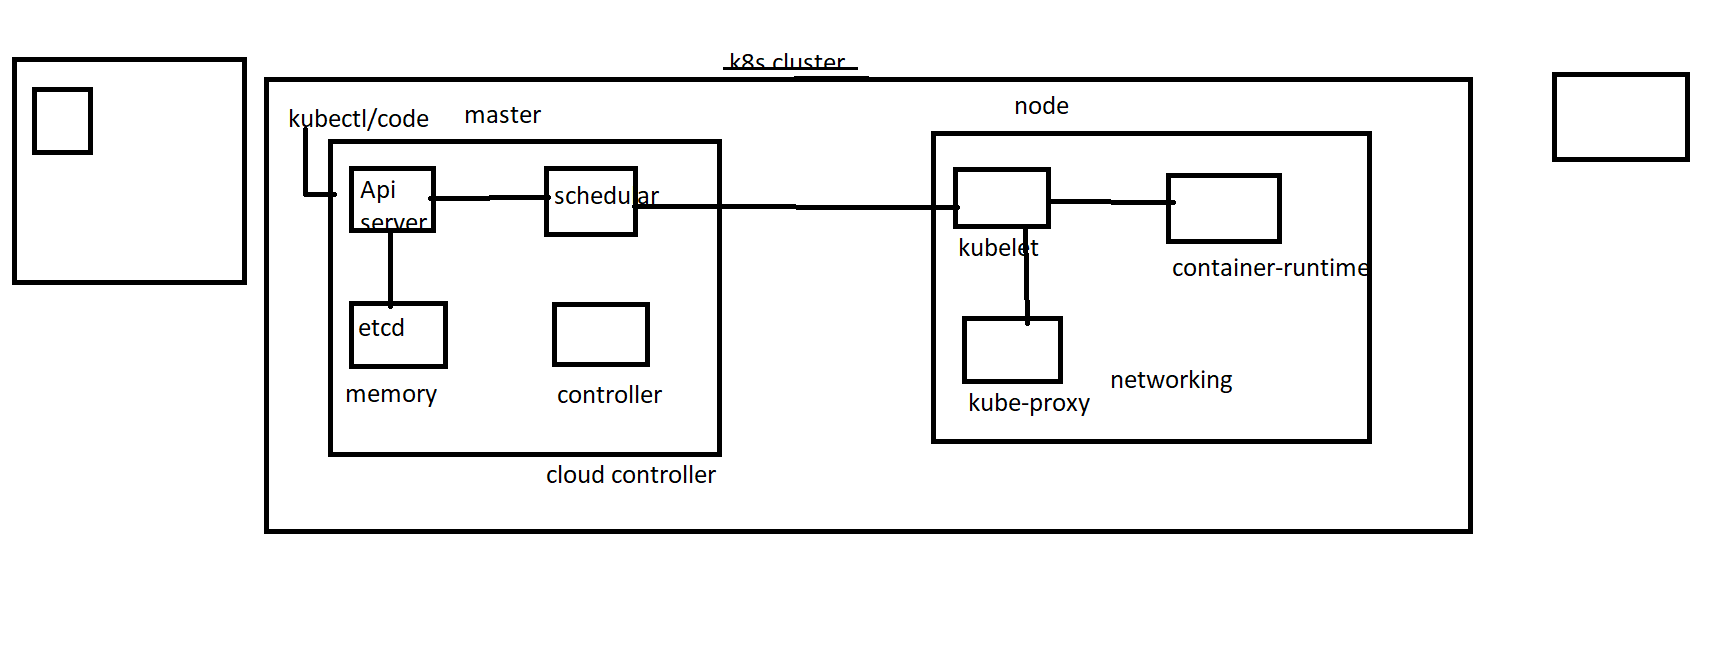 k8s cluster
kubectl/code
master
node
Api
server
schedular
kubelet
container-runtime
etcd
memory
controller
kube-proxy
networking
cloud controller